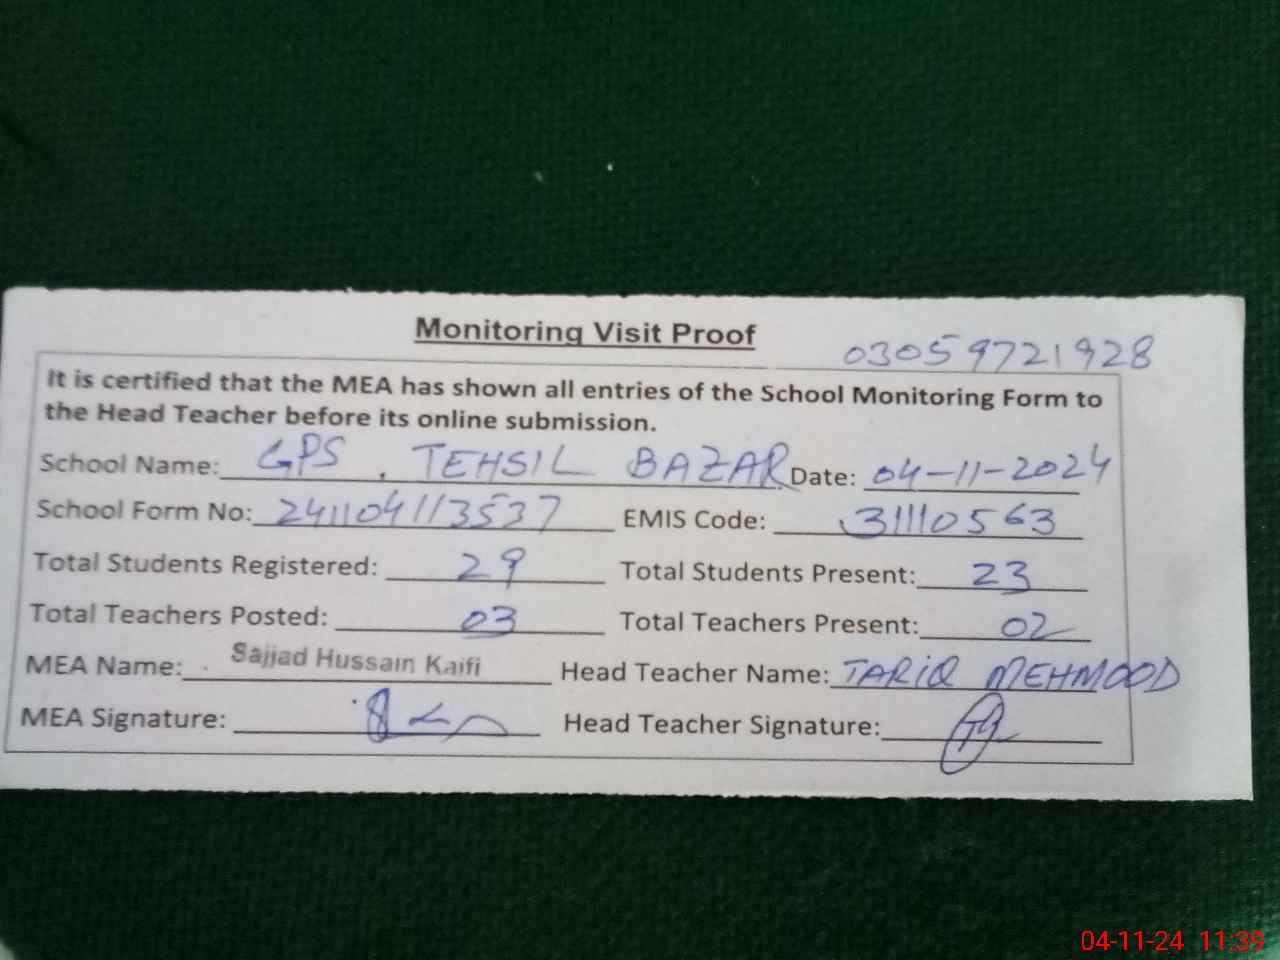 Monitoring Visit Proof
03059721928
It is certified that the MEA has shown all entries of the School Monitoring Form to
the Head Teacher before its online submission.
School Name: GPS, TEHSIL BAZAR Date: 04-11-2024
School Form No: 241104113537 EMIS Code: 31110563
Total Students Registered: 29 Total Students Present: 23
Total Teachers Posted: 03 Total Teachers Present: 02
MEA Name: Sajjad Hussain Kaifi Head Teacher Name: TARIQ MEHMOOD
MEA Signature: Head Teacher Signature:
04-11-24 11:39